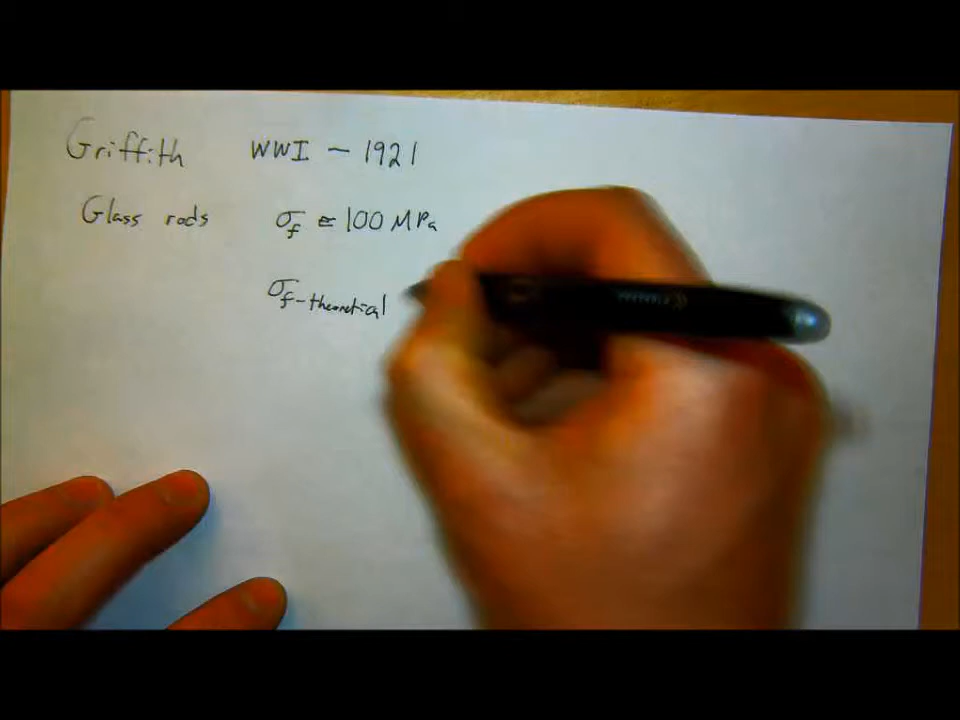 Griffith WWI ~ 1921
Glass rods σf ≅ 100 MPa
σf-theoretical